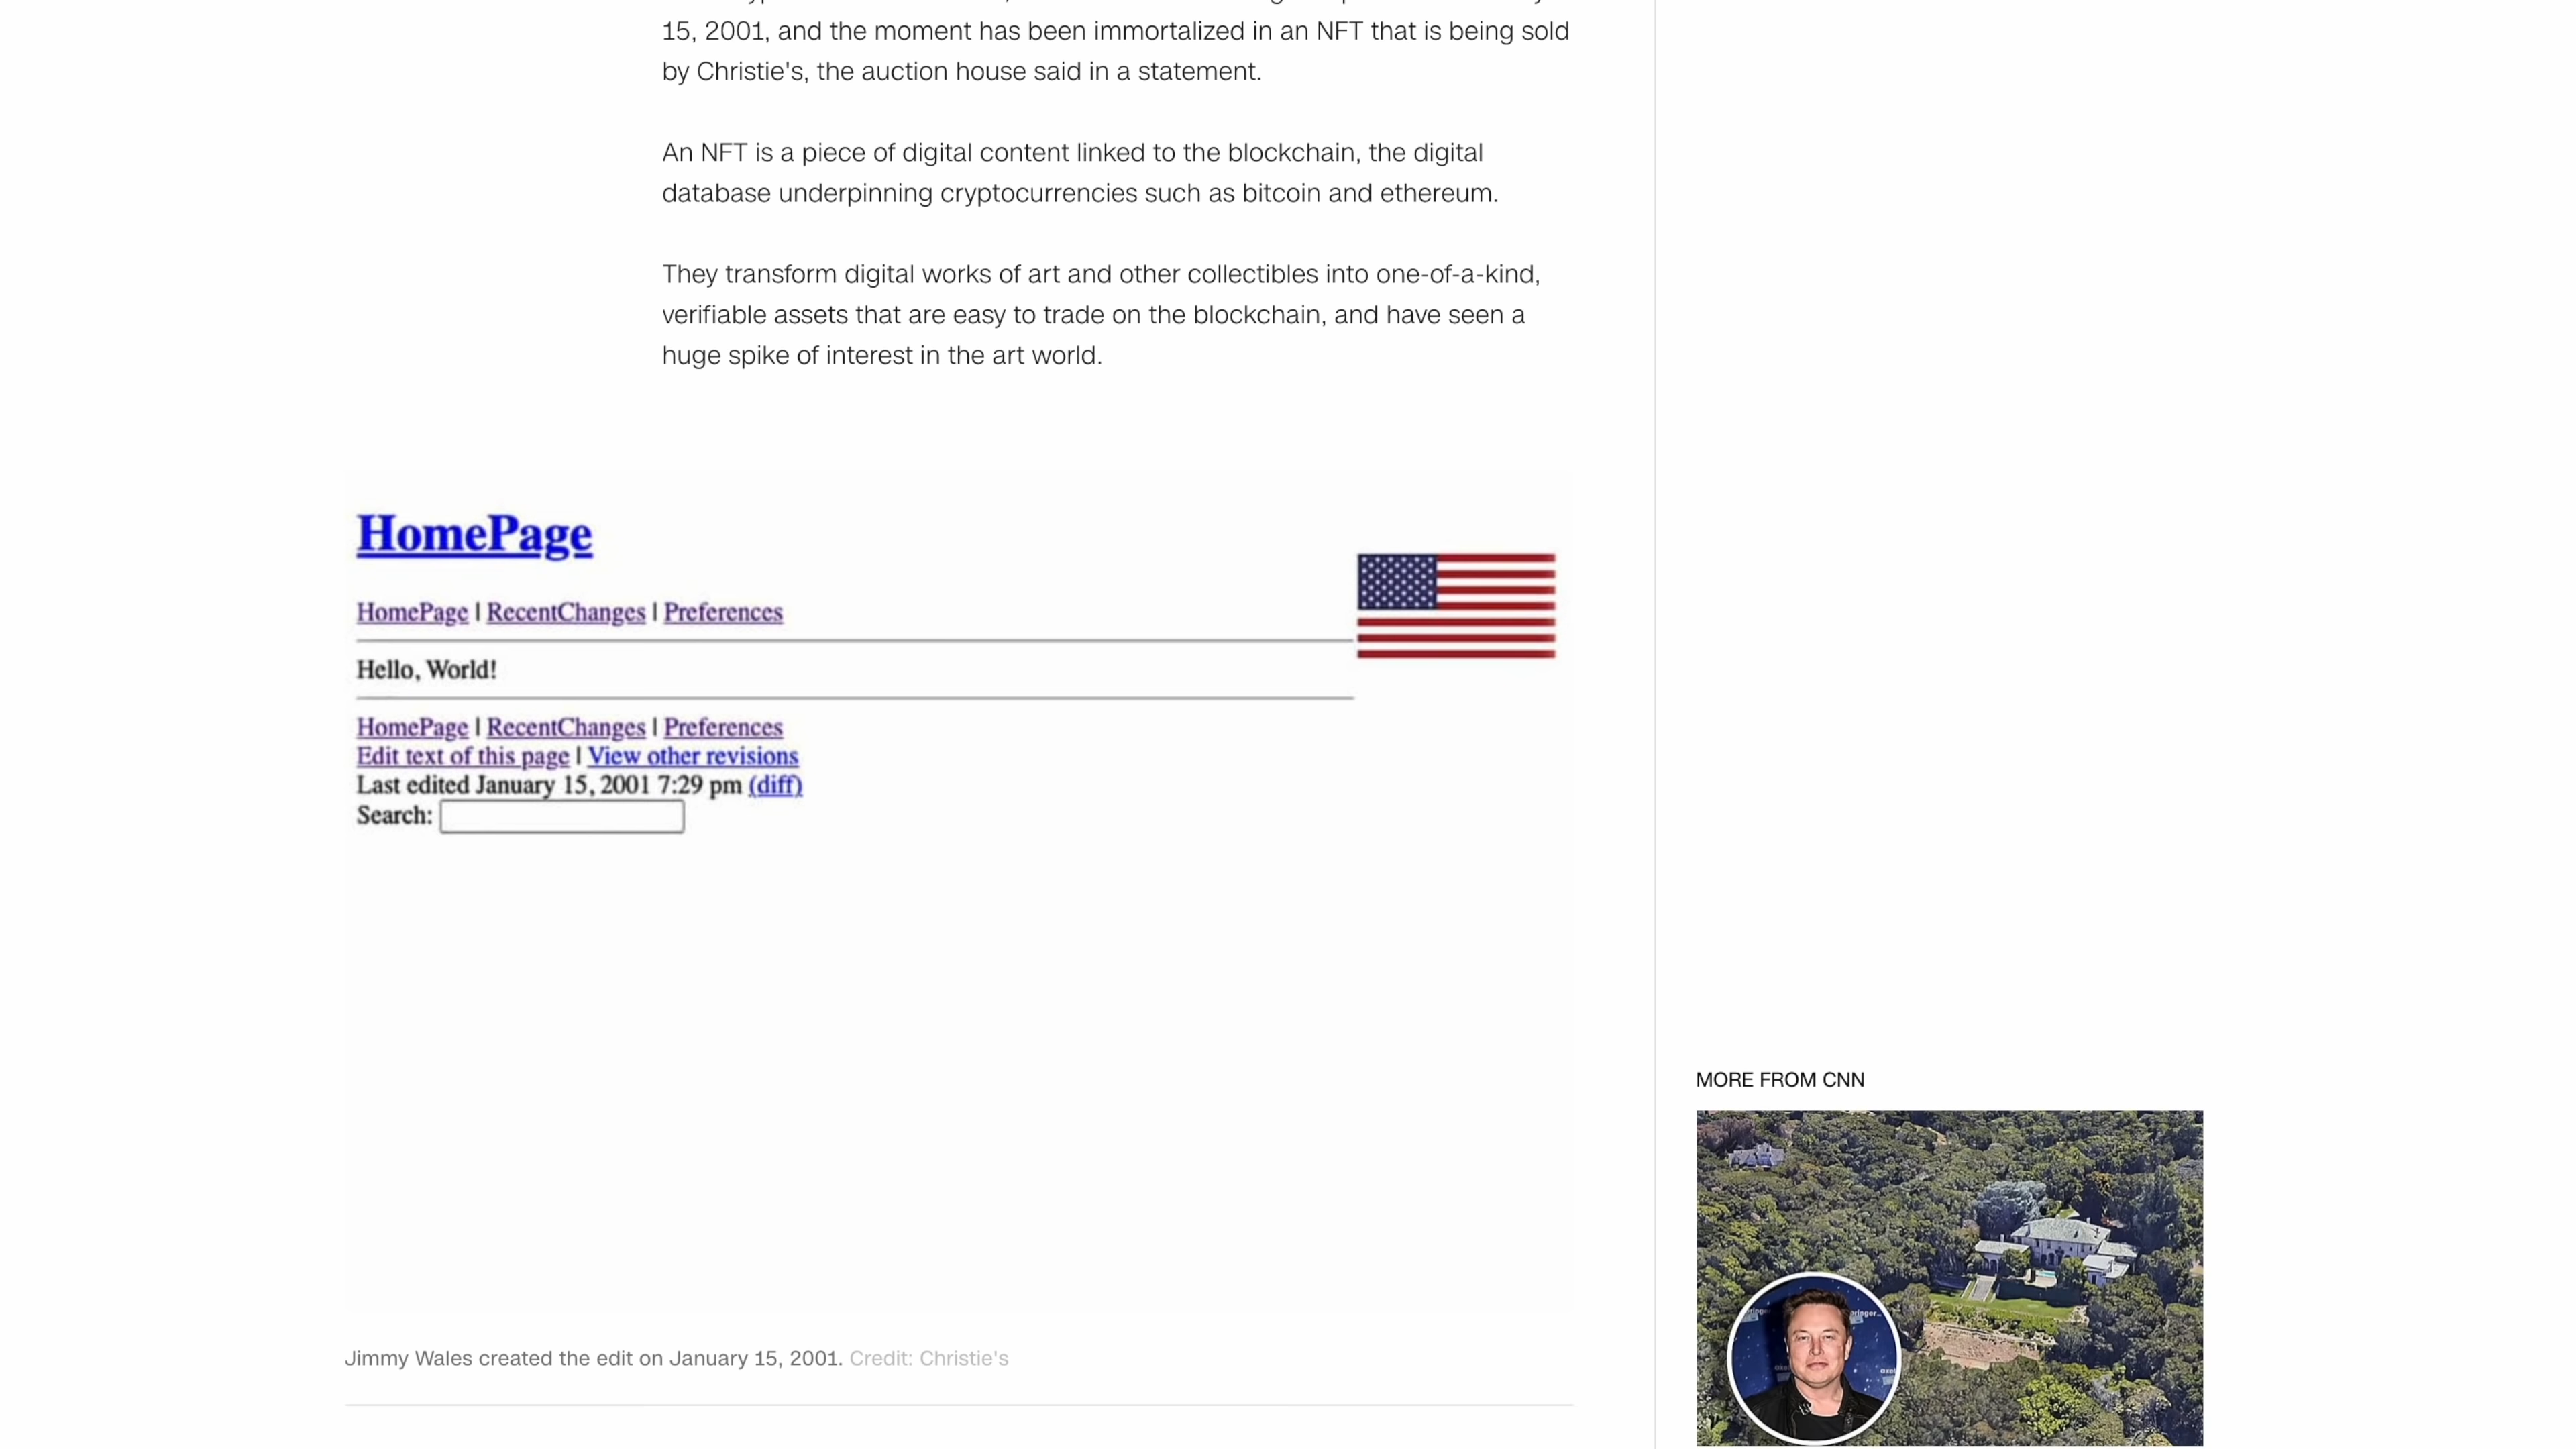 15, 2001, and the moment has been immortalized in an NFT that is being sold
by Christie's, the auction house said in a statement.
An NFT is a piece of digital content linked to the blockchain, the digital
database underpinning cryptocurrencies such as bitcoin and ethereum.
They transform digital works of art and other collectibles into one-of-a-kind,
verifiable assets that are easy to trade on the blockchain, and have seen a
huge spike of interest in the art world.
HomePage
HomePage | RecentChanges | Preferences
Hello, World!
HomePage | RecentChanges | Preferences
Edit text of this page | View other revisions
Last edited January 15, 2001 7:29 pm (diff)
Search:
Jimmy Wales created the edit on January 15, 2001. Credit: Christie's
MORE FROM CNN